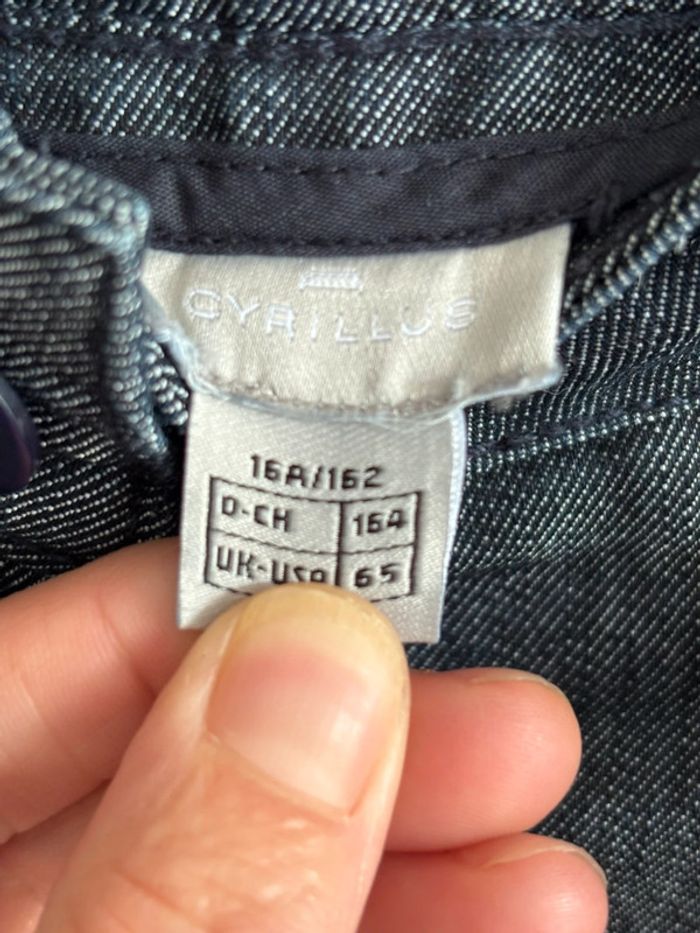 CYRILLUS
16A/162
D-CH 164
UK-USA 65